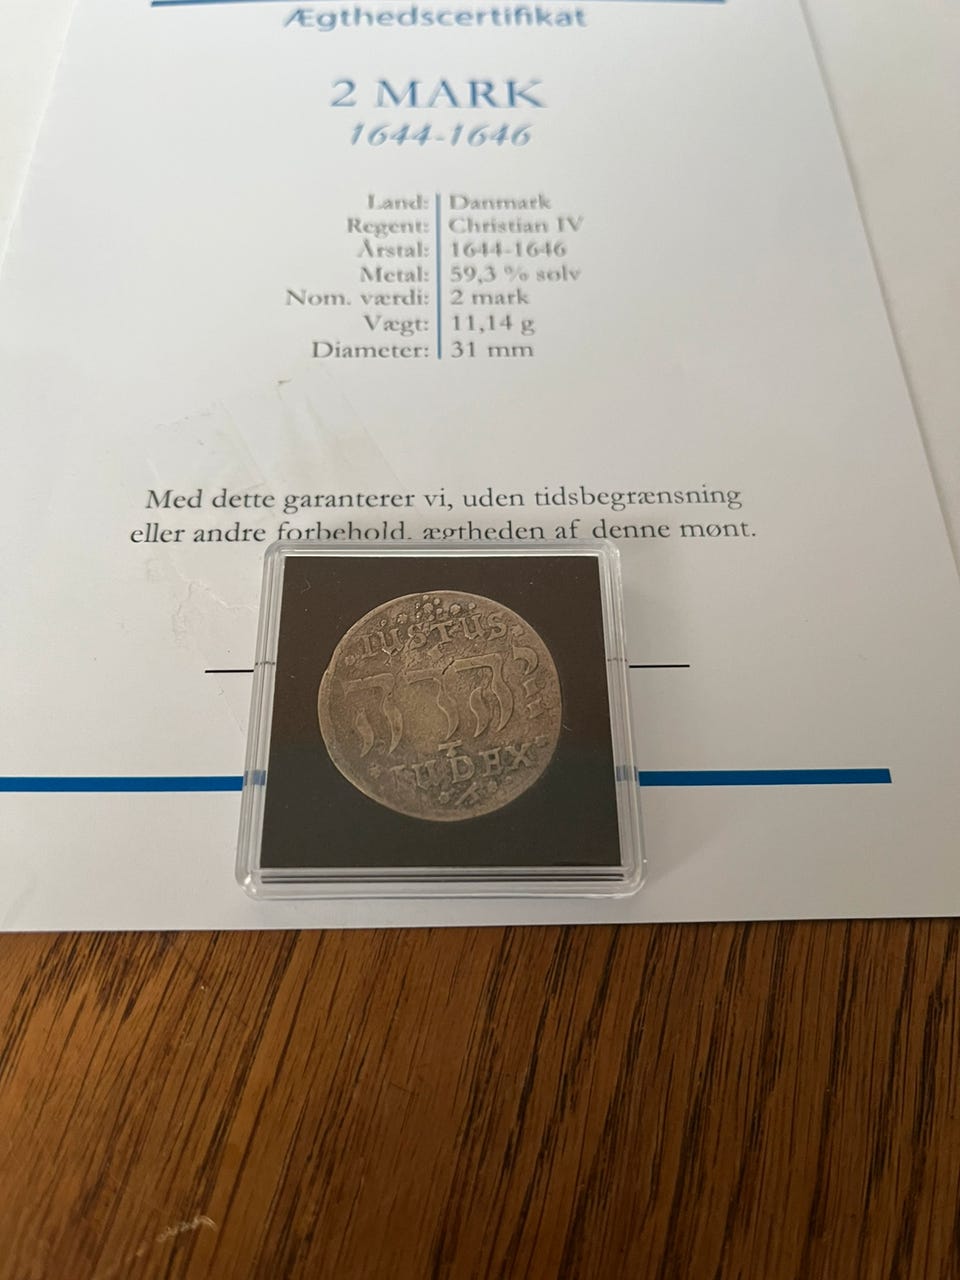 Ægthedscertifikat
2 MARK
1644-1646
Land: Danmark
Regent: Christian IV
Årstal: 1644-1646
Metal: 59,3 % sølv
Nom. værdi: 2 mark
Vægt: 11,14 g
Diameter: 31 mm
Med dette garanterer vi, uden tidsbegrænsning
eller andre forbehold, ægtheden af denne mønt.
IUSTUS
יהוה
IUDEX